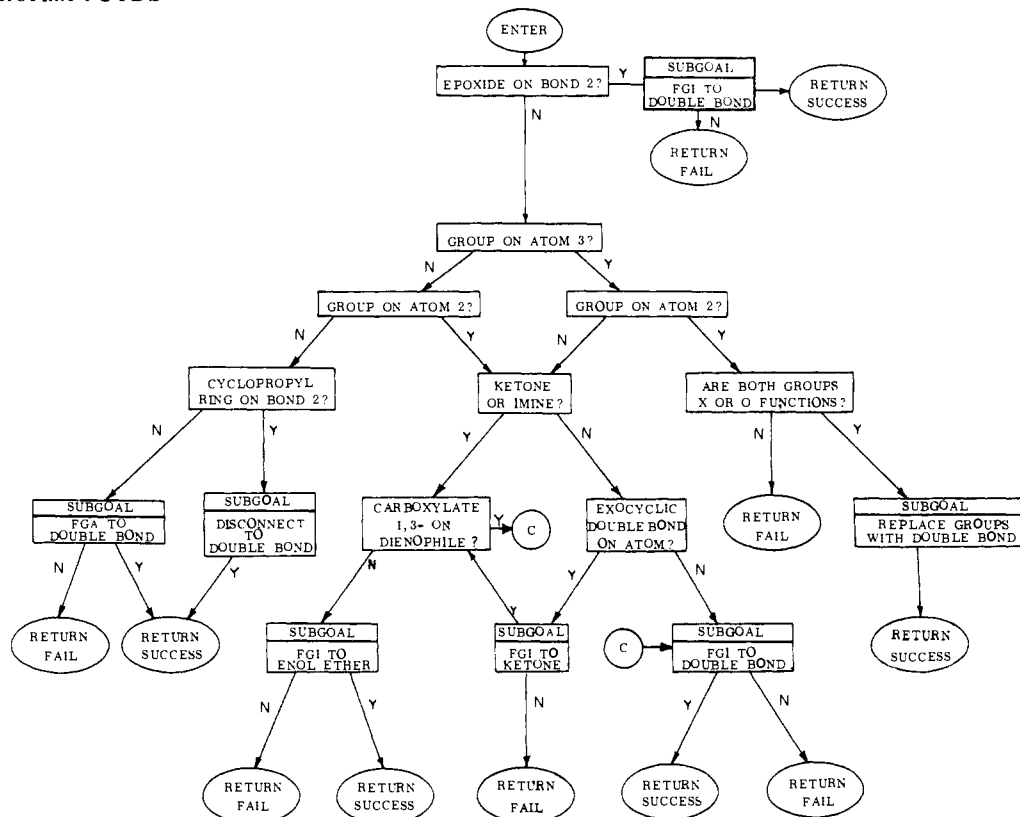 ENTER
EPOXIDE ON BOND 2?
Y
SUBGOAL
FGI TO
DOUBLE BOND
RETURN
SUCCESS
N
N
RETURN
FAIL
GROUP ON ATOM 3?
N
Y
GROUP ON ATOM 2?
GROUP ON ATOM 2?
N
Y
N
Y
CYCLOPROPYL
RING ON BOND 2?
KETONE
OR IMINE?
ARE BOTH GROUPS
X OR O FUNCTIONS?
N
Y
Y
N
N
Y
SUBGOAL
FGA TO
DOUBLE BOND
SUBGOAL
DISCONNECT
TO
DOUBLE BOND
CARBOXYLATE
1,3- ON
DIENOPHILE?
Y
C
EXOCYCLIC
DOUBLE BOND
ON ATOM?
RETURN
FAIL
SUBGOAL
REPLACE GROUPS
WITH DOUBLE BOND
N
Y
Y
N
Y
Y
N
RETURN
FAIL
RETURN
SUCCESS
SUBGOAL
FGI TO
ENOL ETHER
SUBGOAL
FGI TO
KETONE
C
SUBGOAL
FGI TO
DOUBLE BOND
RETURN
SUCCESS
N
Y
N
Y
N
RETURN
FAIL
RETURN
SUCCESS
RETURN
FAIL
RETURN
SUCCESS
RETURN
FAIL